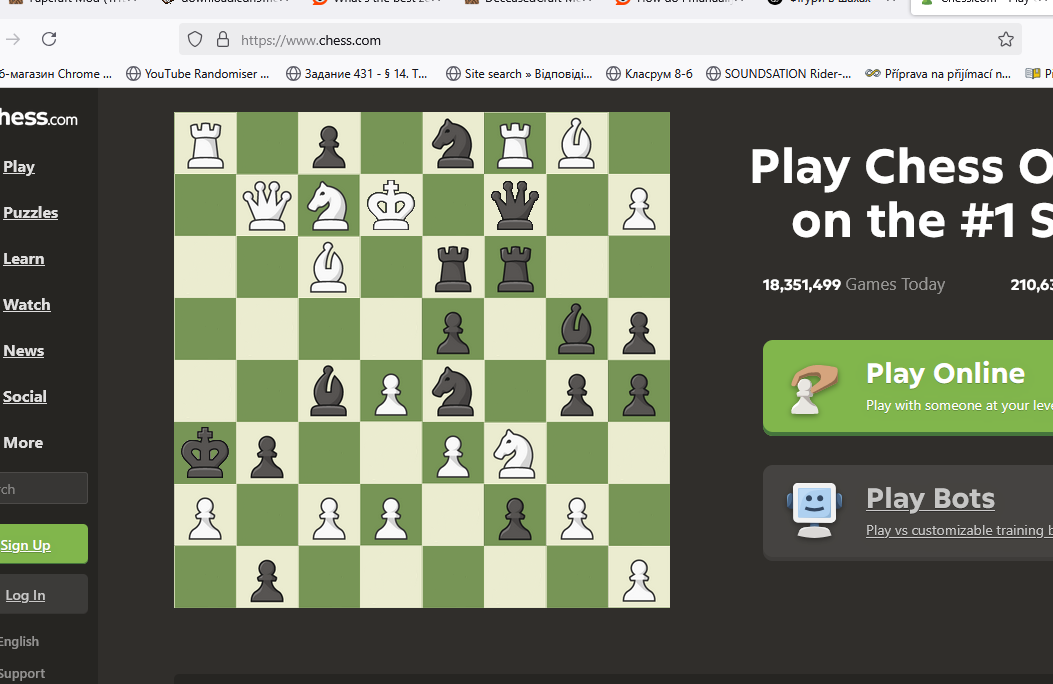 https://www.chess.com
б-магазин Chrome ...
YouTube Randomiser ...
Задание 431 - § 14. Т...
Site search » Відповіді...
Класрум 8-б
SOUNDSATION Rider-...
Příprava na přijímací n...
hess.com
Play
Puzzles
Learn
Watch
News
Social
More
rch
Sign Up
Log In
English
Support
Play Chess O
on the #1 S
18,351,499 Games Today
210,63
Play Online
Play with someone at your leve
Play Bots
Play vs customizable training b